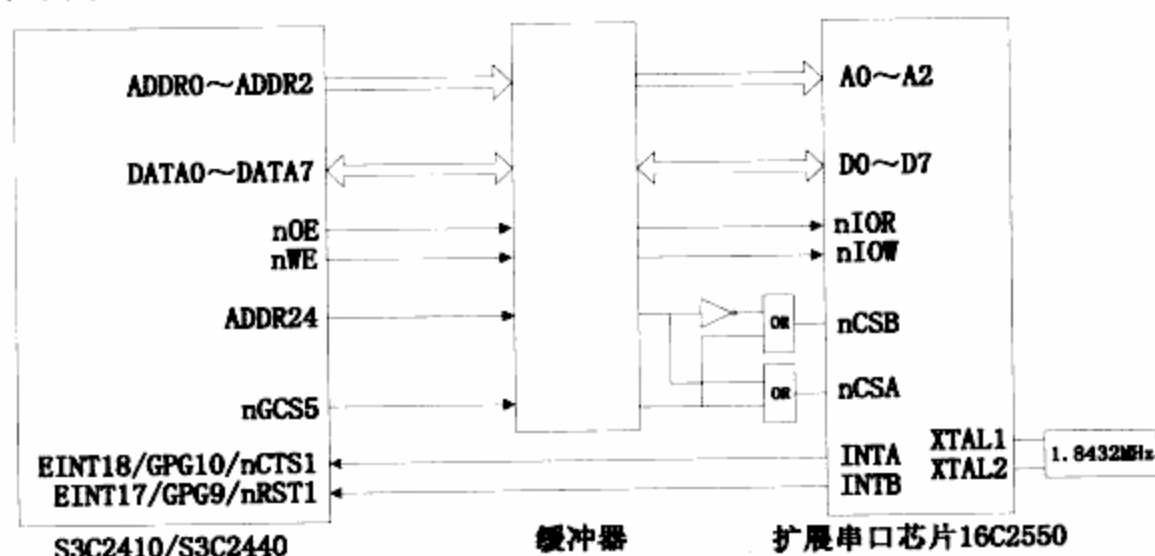 ADDR0～ADDR2
A0～A2
DATA0～DATA7
D0～D7
nOE
nIOR
nWE
nIOW
ADDR24
OR
nCSB
nGCS5
OR
nCSA
EINT18/GPG10/nCTS1
INTA
XTAL1
1.8432MHz
EINT17/GPG9/nRST1
INTB
XTAL2
S3C2410/S3C2440
缓冲器
扩展串口芯片16C2550